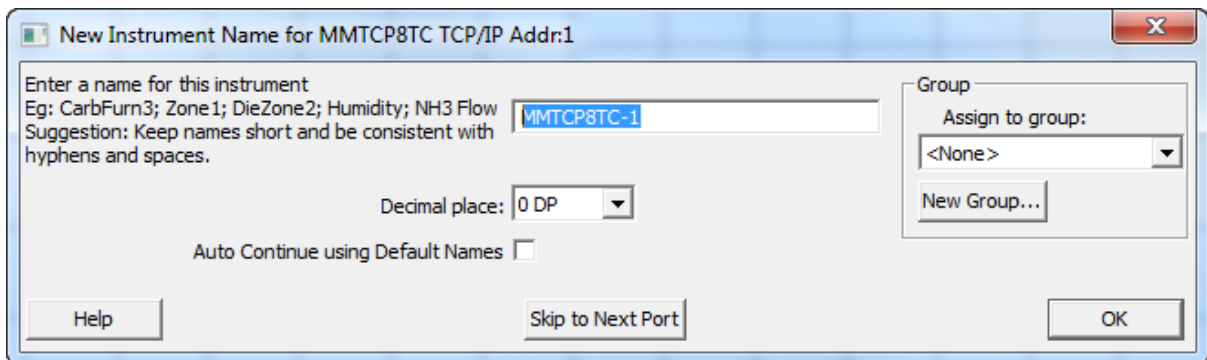 New Instrument Name for MMTCP8TC TCP/IP Addr:1
Enter a name for this instrument
Eg: CarbFurn3; Zone1; DieZone2; Humidity; NH3 Flow
Suggestion: Keep names short and be consistent with
hyphens and spaces.
MMTCP8TC-1
Decimal place: 0 DP
Auto Continue using Default Names
Group
Assign to group:
<None>
New Group...
Help
Skip to Next Port
OK